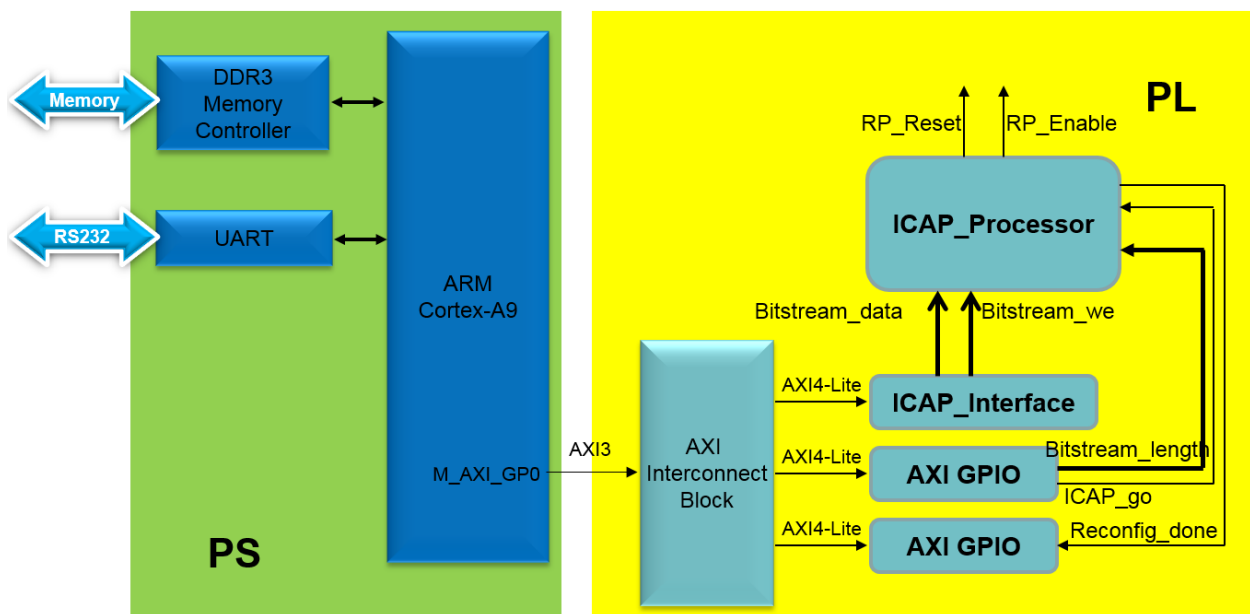 Memory
DDR3
Memory
Controller
RS232
UART
ARM
Cortex-A9
M_AXI_GP0
PS
AXI3
PL
RP_Reset
RP_Enable
ICAP_Processor
Bitstream_data
Bitstream_we
AXI
Interconnect
Block
AXI4-Lite
ICAP_Interface
AXI4-Lite
AXI GPIO
Bitstream_length
ICAP_go
AXI4-Lite
AXI GPIO
Reconfig_done